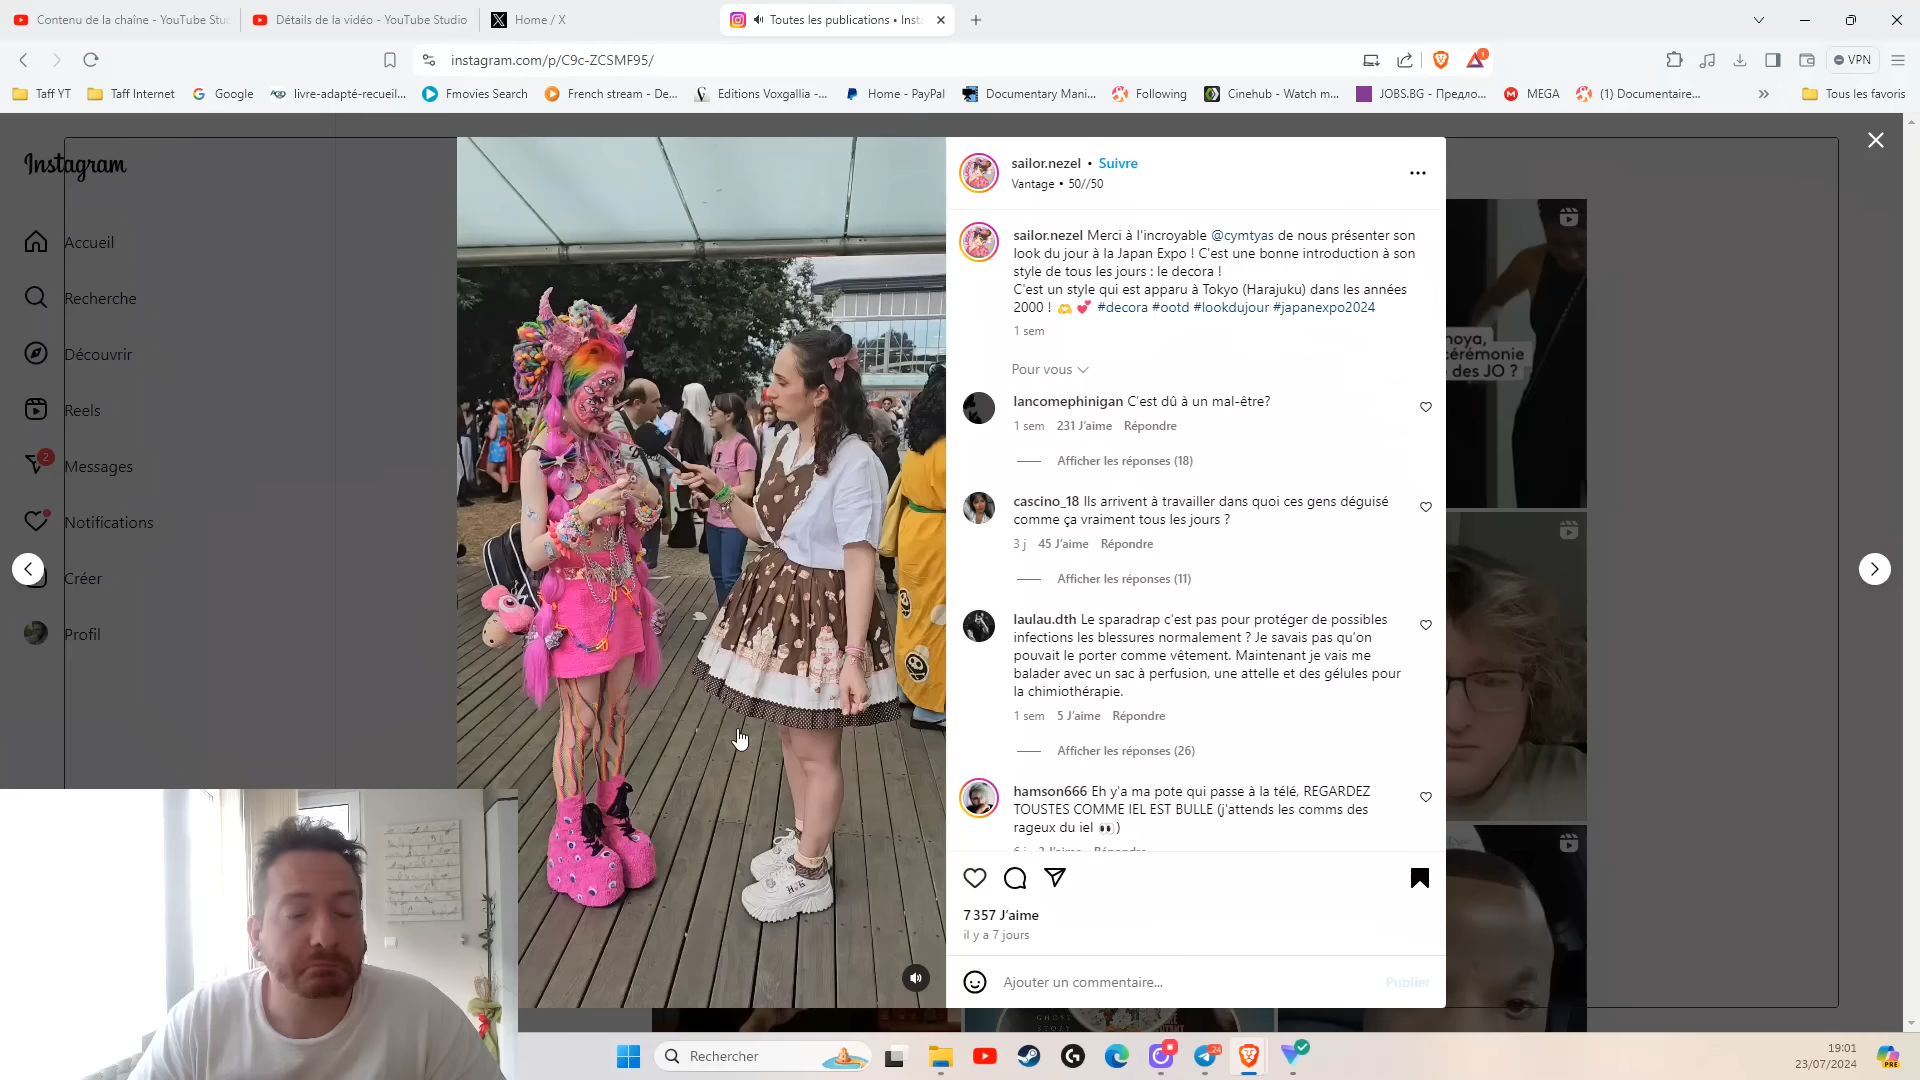 Contenu de la chaîne - YouTube Stu
Détails de la vidéo - YouTube Studio
Home / X
Toutes les publications • Inst
instagram.com/p/C9c-ZCSMF95/
VPN
Taff YT
Taff Internet
Google
livre-adapté-recueil...
Fmovies Search
French stream - De...
Editions Voxgallia -...
Home - PayPal
Documentary Mani...
Following
Cinehub - Watch m...
JOBS.BG - Предло...
MEGA
(1) Documentaire...
Tous les favoris
Instagram
Accueil
Recherche
Découvrir
Reels
2
Messages
Notifications
Créer
Profil
sailor.nezel • Suivre
Vantage • 50//50
sailor.nezel Merci à l'incroyable @cymtyas de nous présenter son
look du jour à la Japan Expo ! C'est une bonne introduction à son
style de tous les jours : le decora !
C'est un style qui est apparu à Tokyo (Harajuku) dans les années
2000 ! 🫶 💕 #decora #ootd #lookdujour #japanexpo2024
1 sem
Pour vous
lancomephinigan C'est dû à un mal-être?
1 sem 231 J'aime Répondre
Afficher les réponses (18)
cascino_18 Ils arrivent à travailler dans quoi ces gens déguisé
comme ça vraiment tous les jours ?
3 j 45 J'aime Répondre
Afficher les réponses (11)
laulau.dth Le sparadrap c'est pas pour protéger de possibles
infections les blessures normalement ? Je savais pas qu'on
pouvait le porter comme vêtement. Maintenant je vais me
balader avec un sac à perfusion, une attelle et des gélules pour
la chimiothérapie.
1 sem 5 J'aime Répondre
Afficher les réponses (26)
hamson666 Eh y'a ma pote qui passe à la télé, REGARDEZ
TOUSTES COMME IEL EST BULLE (j'attends les comms des
rageux du iel 👀)
7 357 J'aime
il y a 7 jours
Ajouter un commentaire...
Publier
noya,
cérémonie
des JO ?
GHOST
STORY
Rechercher
24
19:01
23/07/2024
PRE